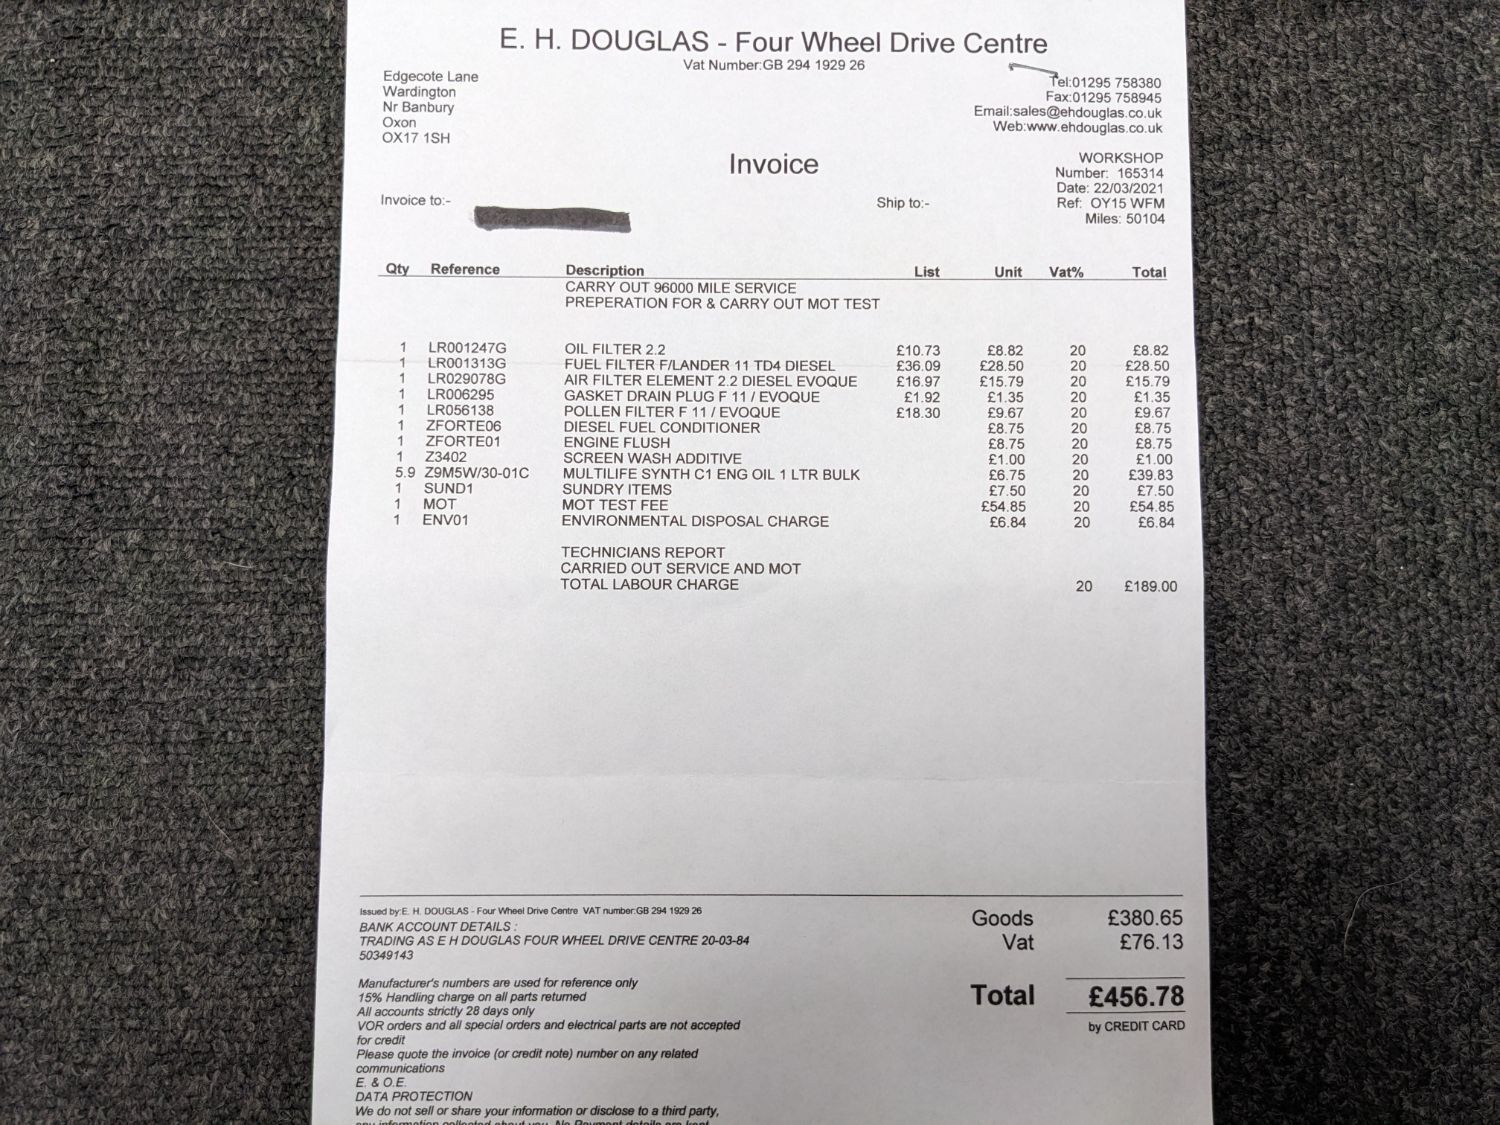 E. H. DOUGLAS - Four Wheel Drive Centre
Vat Number:GB 294 1929 26
Edgecote Lane
Wardington
Nr Banbury
Oxon
OX17 1SH
Tel:01295 758380
Fax:01295 758945
Email:sales@ehdouglas.co.uk
Web:www.ehdouglas.co.uk
Invoice
WORKSHOP
Number: 165314
Date: 22/03/2021
Ref: OY15 WFM
Miles: 50104
Invoice to:-
Ship to:-
Qty Reference Description List Unit Vat% Total
CARRY OUT 96000 MILE SERVICE
PREPERATION FOR & CARRY OUT MOT TEST
1 LR001247G OIL FILTER 2.2 £10.73 £8.82 20 £8.82
1 LR001313G FUEL FILTER F/LANDER 11 TD4 DIESEL £36.09 £28.50 20 £28.50
1 LR029078G AIR FILTER ELEMENT 2.2 DIESEL EVOQUE £16.97 £15.79 20 £15.79
1 LR006295 GASKET DRAIN PLUG F 11 / EVOQUE £1.92 £1.35 20 £1.35
1 LR056138 POLLEN FILTER F 11 / EVOQUE £18.30 £9.67 20 £9.67
1 ZFORTE06 DIESEL FUEL CONDITIONER £8.75 20 £8.75
1 ZFORTE01 ENGINE FLUSH £8.75 20 £8.75
1 Z3402 SCREEN WASH ADDITIVE £1.00 20 £1.00
5.9 Z9M5W/30-01C MULTILIFE SYNTH C1 ENG OIL 1 LTR BULK £6.75 20 £39.83
1 SUND1 SUNDRY ITEMS £7.50 20 £7.50
1 MOT MOT TEST FEE £54.85 20 £54.85
1 ENV01 ENVIRONMENTAL DISPOSAL CHARGE £6.84 20 £6.84
TECHNICIANS REPORT
CARRIED OUT SERVICE AND MOT
TOTAL LABOUR CHARGE 20 £189.00
Issued by:E. H. DOUGLAS - Four Wheel Drive Centre VAT number:GB 294 1929 26
BANK ACCOUNT DETAILS :
TRADING AS E H DOUGLAS FOUR WHEEL DRIVE CENTRE 20-03-84
50349143
Goods £380.65
Vat £76.13
Total £456.78
by CREDIT CARD
Manufacturer's numbers are used for reference only
15% Handling charge on all parts returned
All accounts strictly 28 days only
VOR orders and all special orders and electrical parts are not accepted
for credit
Please quote the invoice (or credit note) number on any related
communications
E. & O.E.
DATA PROTECTION
We do not sell or share your information or disclose to a third party,
any information collected about you. No Payment details are kept